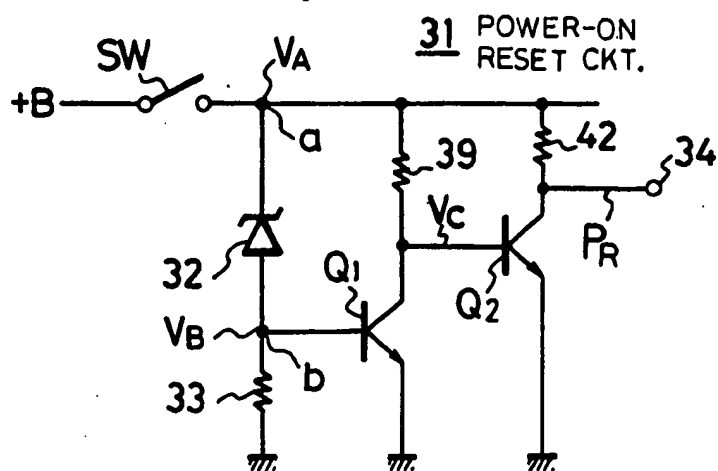 31 POWER-ON
RESET CKT.
SW
VA
+B
a
39
42
34
VC
PR
32
Q1
Q2
VB
b
33